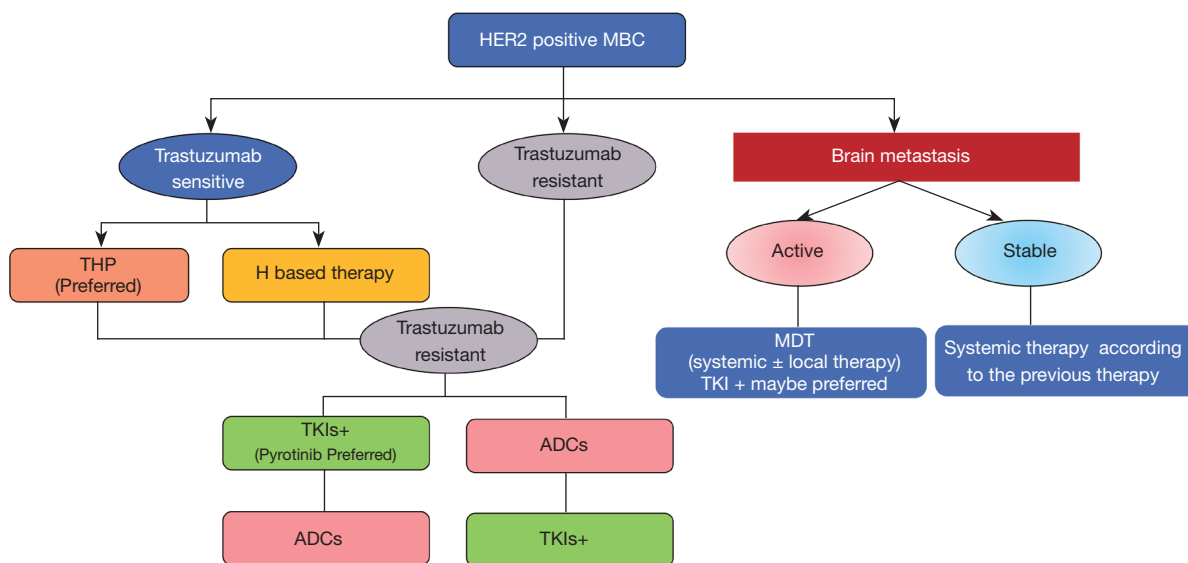 HER2 positive MBC
Trastuzumab
sensitive
Trastuzumab
resistant
Brain metastasis
THP
(Preferred)
H based therapy
Active
Stable
Trastuzumab
resistant
MDT
(systemic ± local therapy)
TKI + maybe preferred
Systemic therapy according
to the previous therapy
TKIs+
(Pyrotinib Preferred)
ADCs
ADCs
TKIs+